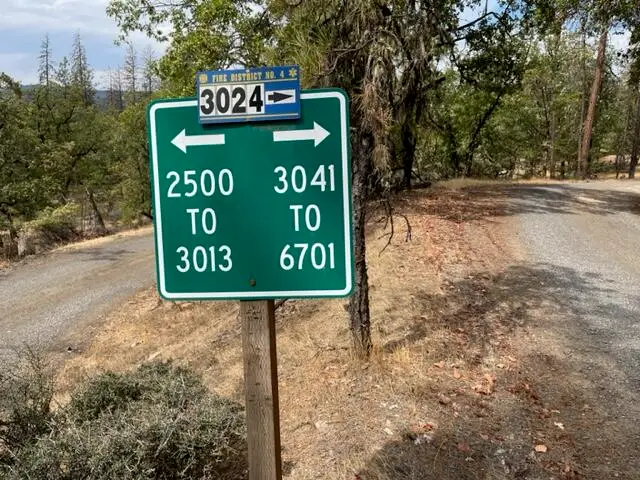 FIRE DISTRICT NO. 4
3024
2500 3041
TO TO
3013 6701